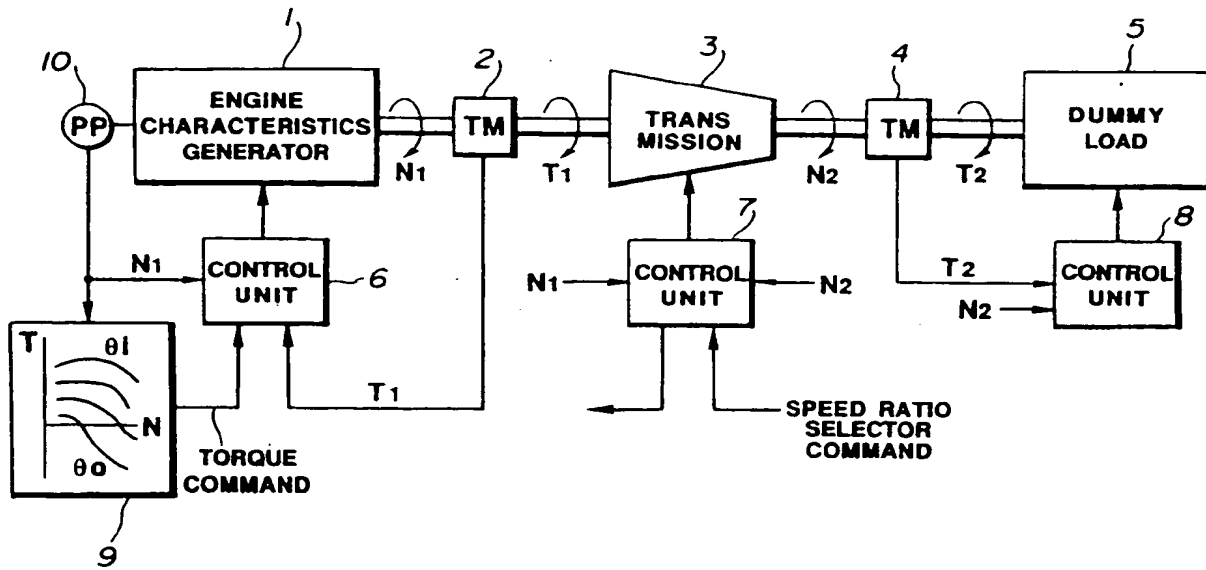 1
10
2
3
4
5
PP
ENGINE
CHARACTERISTICS
GENERATOR
TM
TRANS
MISSION
TM
DUMMY
LOAD
N1
T1
N2
T2
7
8
N1
CONTROL
UNIT
6
N1
CONTROL
UNIT
N2
T2
N2
CONTROL
UNIT
T
θi
N
θo
T1
TORQUE
COMMAND
SPEED RATIO
SELECTOR
COMMAND
9